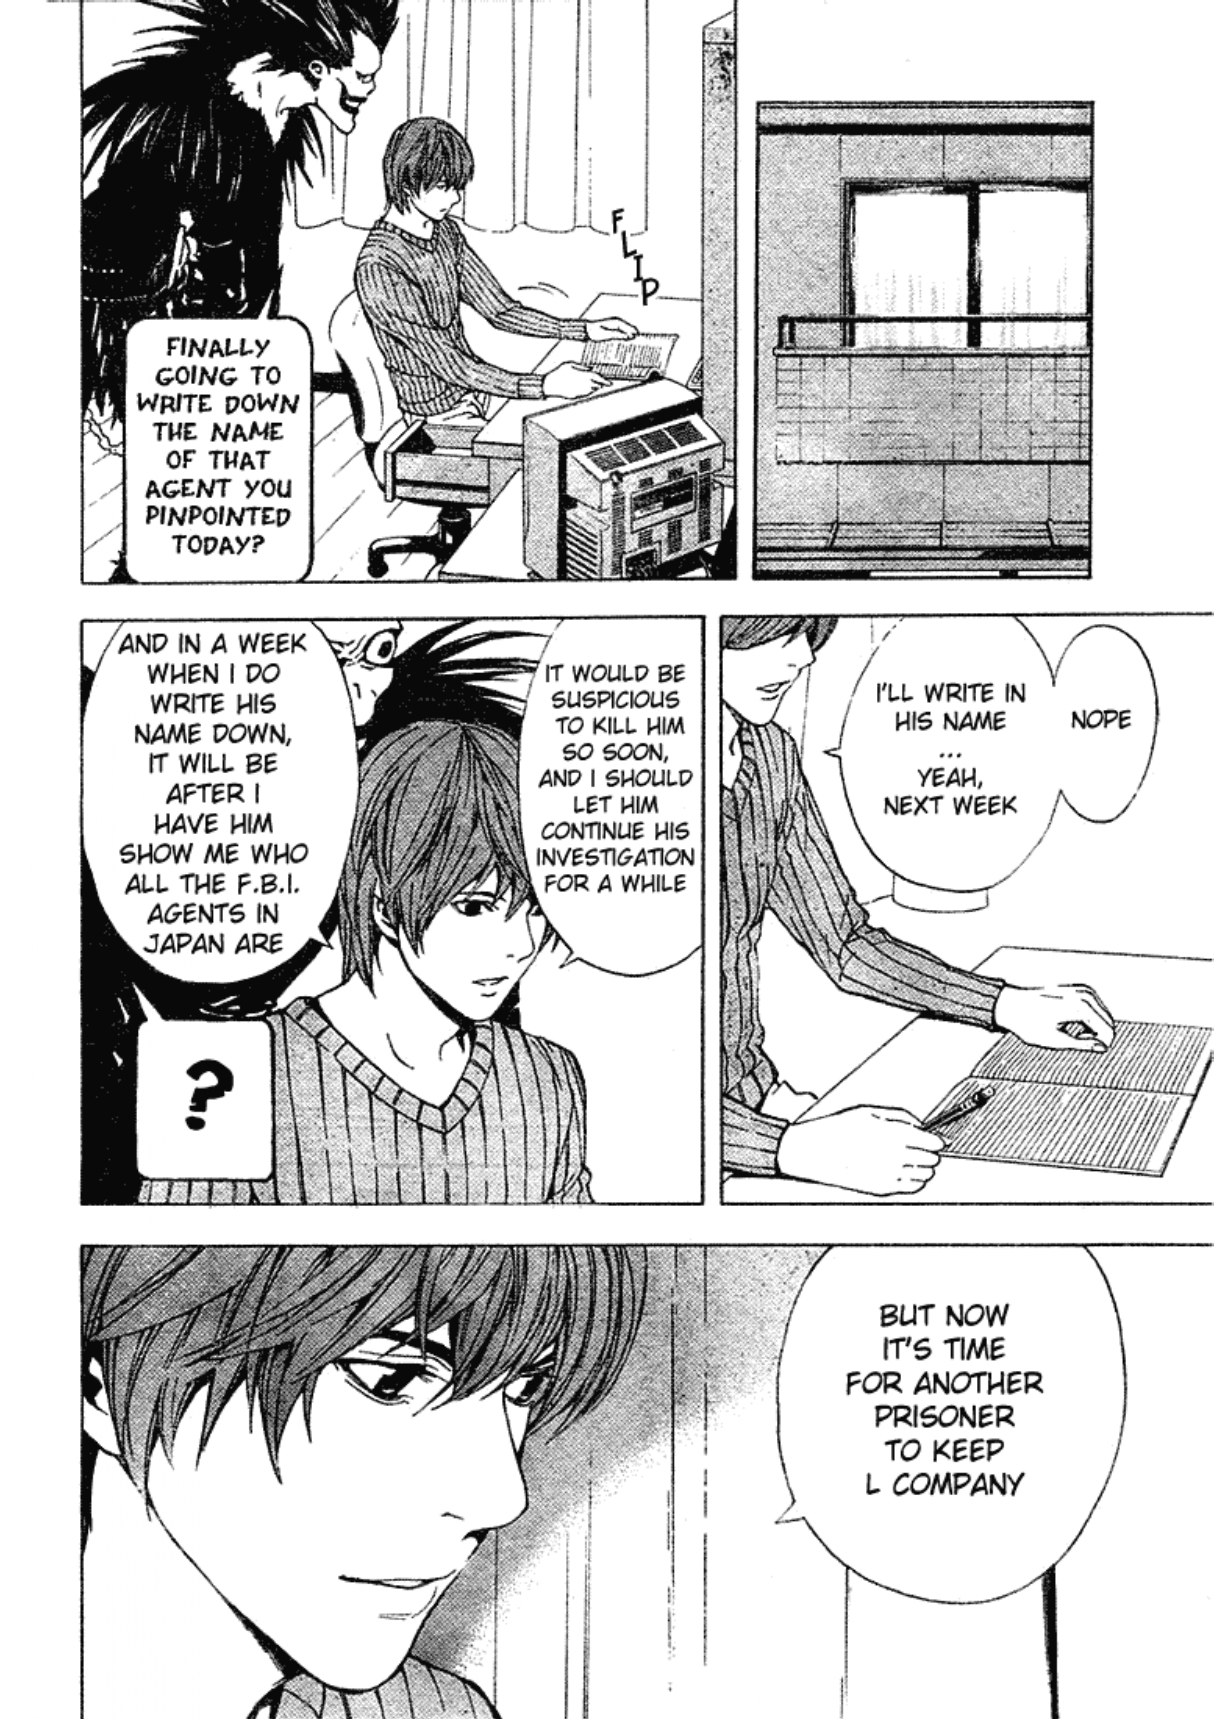 FLIP
FINALLY
GOING TO
WRITE DOWN
THE NAME
OF THAT
AGENT YOU
PINPOINTED
TODAY?
NOPE
I'LL WRITE IN
HIS NAME
...
YEAH,
NEXT WEEK
IT WOULD BE
SUSPICIOUS
TO KILL HIM
SO SOON,
AND I SHOULD
LET HIM
CONTINUE HIS
INVESTIGATION
FOR A WHILE
AND IN A WEEK
WHEN I DO
WRITE HIS
NAME DOWN,
IT WILL BE
AFTER I
HAVE HIM
SHOW ME WHO
ALL THE F.B.I.
AGENTS IN
JAPAN ARE
?
BUT NOW
IT'S TIME
FOR ANOTHER
PRISONER
TO KEEP
L COMPANY